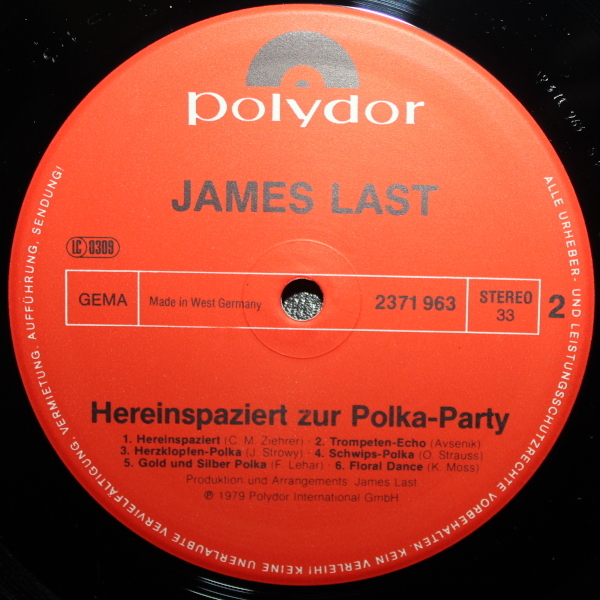 polydor
JAMES LAST
LC 0309
GEMA
Made in West Germany
2371 963
STEREO
33
2
Hereinspaziert zur Polka-Party
1. Hereinspaziert (C. M. Ziehrer) · 2. Trompeten-Echo (Avsenik)
3. Herzklopfen-Polka (J. Strowy) · 4. Schwips-Polka (O. Strauss)
5. Gold und Silber Polka (F. Lehar) · 6. Floral Dance (K. Moss)
Produktion und Arrangements: James Last
℗ 1979 Polydor International GmbH
ALLE URHEBER- UND LEISTUNGSSCHUTZRECHTE VORBEHALTEN. KEIN VERLEIH! KEINE UNERLAUBTE VERVIELFÄLTIGUNG, VERMIETUNG, AUFFÜHRUNG, SENDUNG!